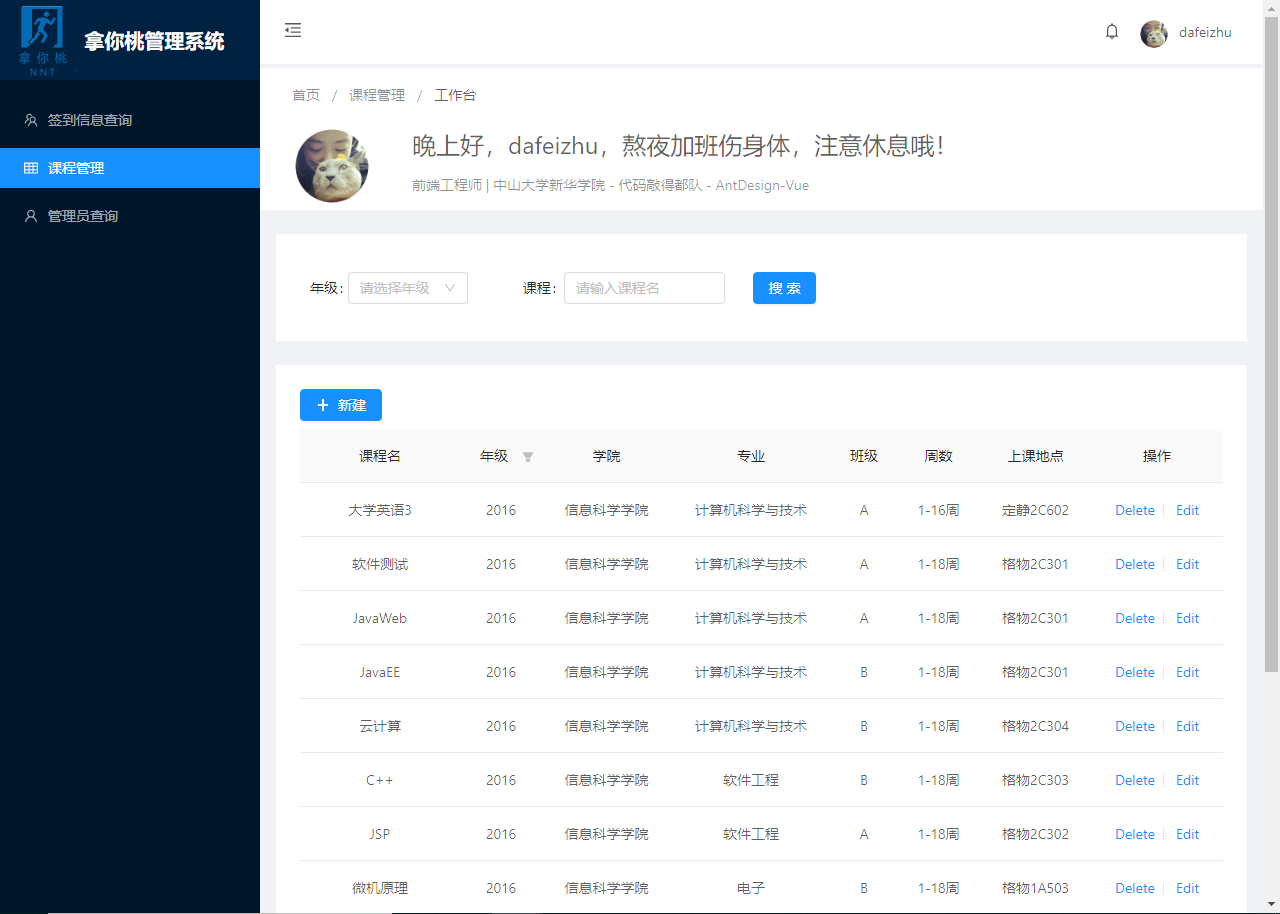 拿你桃
NNT
拿你桃管理系统
dafeizhu
签到信息查询
课程管理
管理员查询
首页 / 课程管理 / 工作台
晚上好，dafeizhu，熬夜加班伤身体，注意休息哦！
前端工程师 | 中山大学新华学院 - 代码敲得都队 - AntDesign-Vue
年级： 请选择年级 课程： 请输入课程名 搜 索
+ 新建
课程名 年级 学院 专业 班级 周数 上课地点 操作
大学英语3 2016 信息科学学院 计算机科学与技术 A 1-16周 定静2C602 Delete Edit
软件测试 2016 信息科学学院 计算机科学与技术 A 1-18周 格物2C301 Delete Edit
JavaWeb 2016 信息科学学院 计算机科学与技术 A 1-18周 格物2C301 Delete Edit
JavaEE 2016 信息科学学院 计算机科学与技术 B 1-18周 格物2C301 Delete Edit
云计算 2016 信息科学学院 计算机科学与技术 B 1-18周 格物2C304 Delete Edit
C++ 2016 信息科学学院 软件工程 B 1-18周 格物2C303 Delete Edit
JSP 2016 信息科学学院 软件工程 A 1-18周 格物2C302 Delete Edit
微机原理 2016 信息科学学院 电子 B 1-18周 格物1A503 Delete Edit